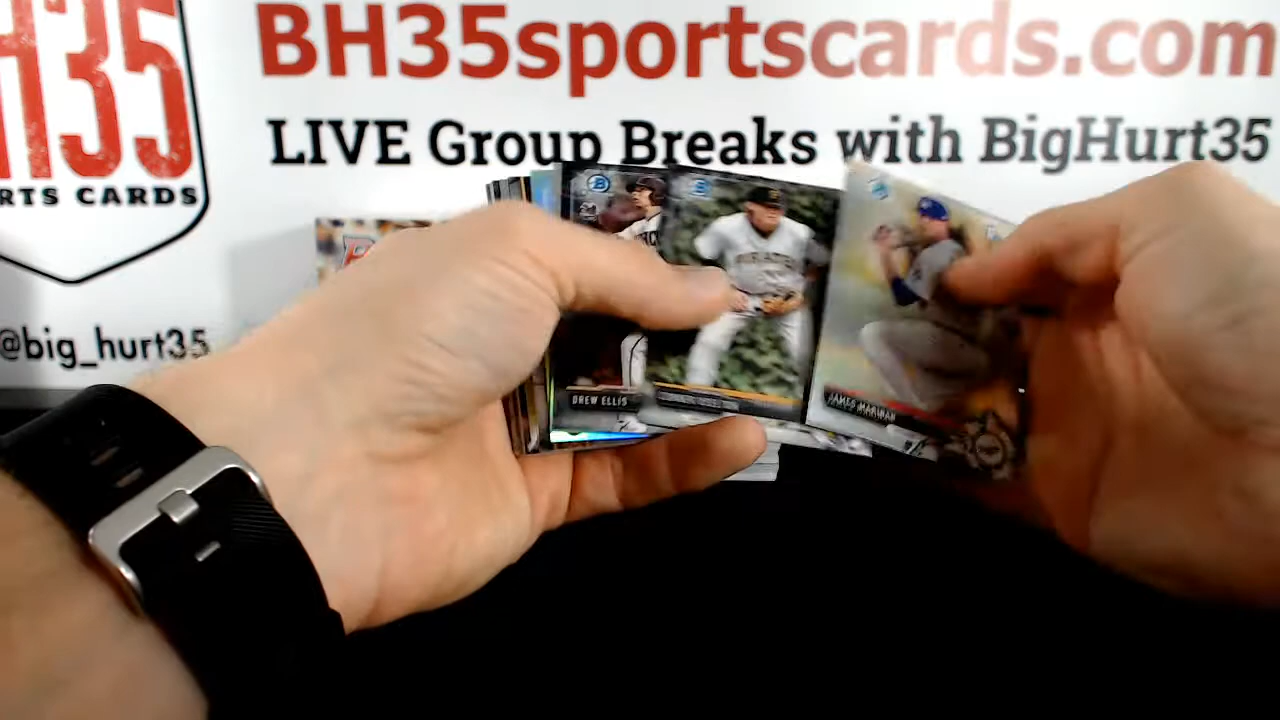 H35
RTS CARDS
@big_hurt35
BH35sportscards.com
LIVE Group Breaks with BigHurt35
DREW ELLIS
JAMES MARINAN